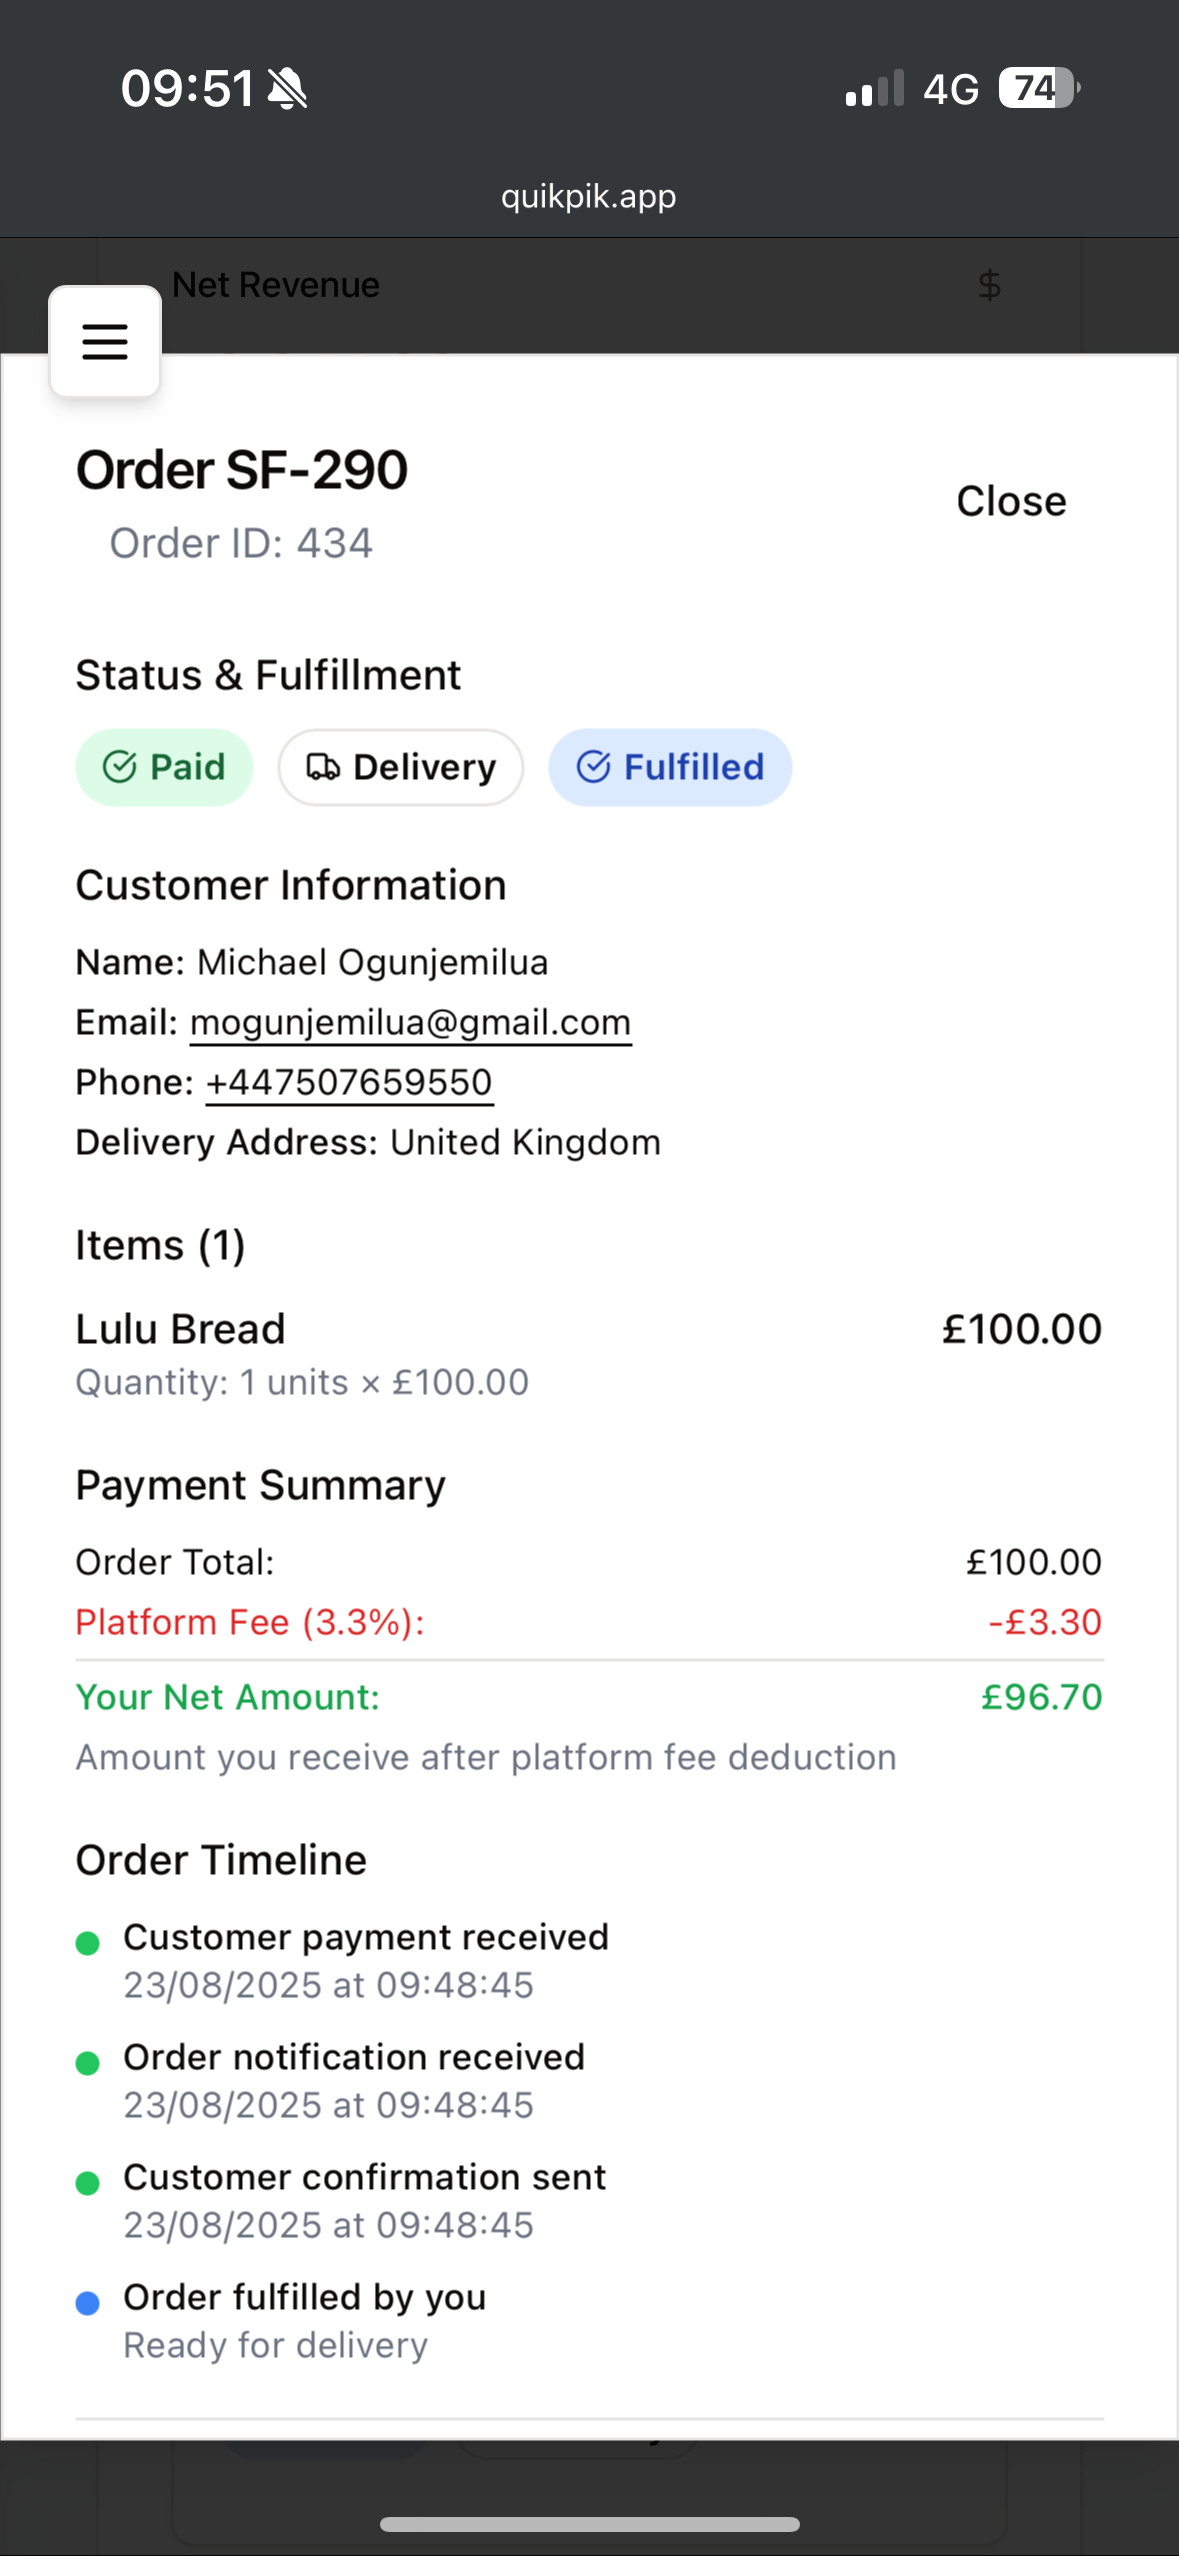 09:51
4G
74
quikpik.app
Net Revenue
$
Order SF-290
Close
Order ID: 434
Status & Fulfillment
Paid
Delivery
Fulfilled
Customer Information
Name: Michael Ogunjemilua
Email: mogunjemilua@gmail.com
Phone: +447507659550
Delivery Address: United Kingdom
Items (1)
Lulu Bread £100.00
Quantity: 1 units × £100.00
Payment Summary
Order Total: £100.00
Platform Fee (3.3%): -£3.30
Your Net Amount: £96.70
Amount you receive after platform fee deduction
Order Timeline
Customer payment received
23/08/2025 at 09:48:45
Order notification received
23/08/2025 at 09:48:45
Customer confirmation sent
23/08/2025 at 09:48:45
Order fulfilled by you
Ready for delivery